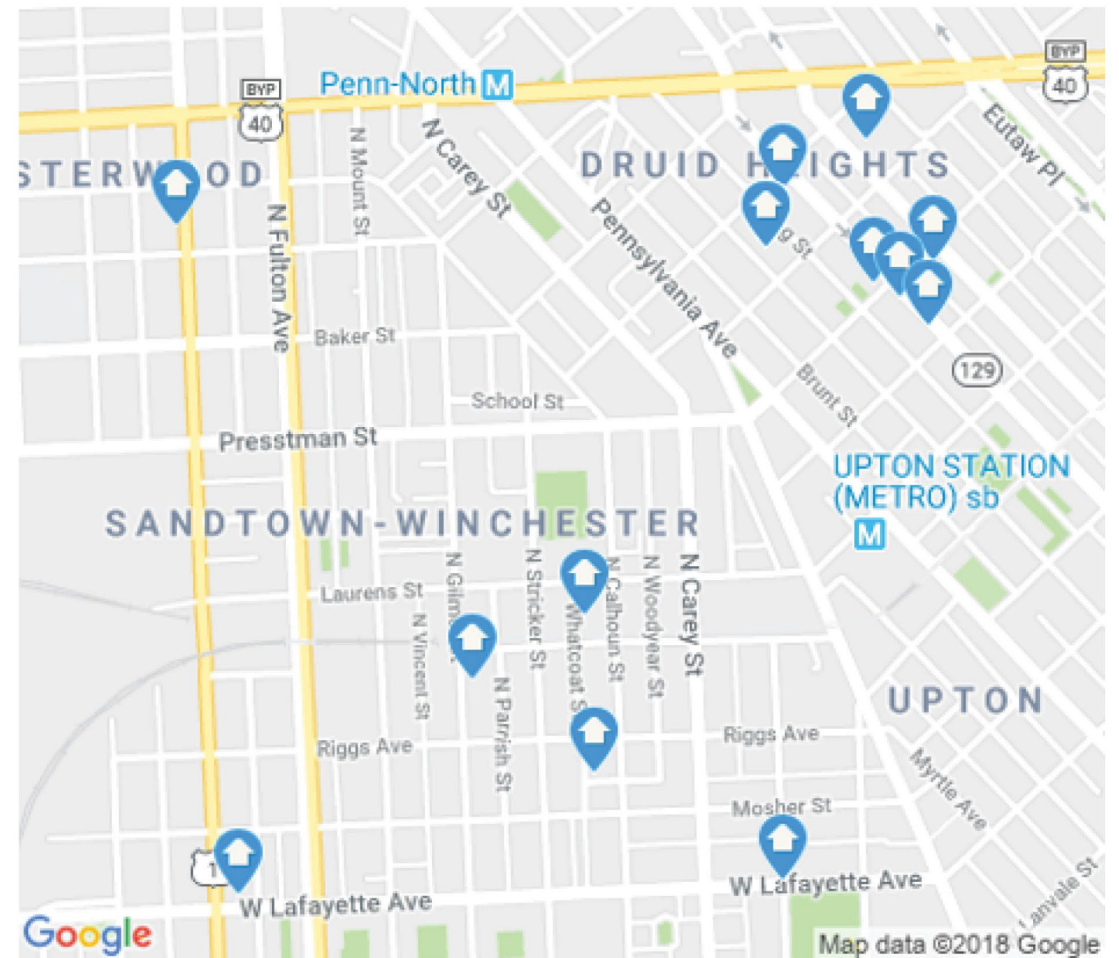 BYP
40
Penn-North M
BYP
40
N Carey St
N Mount St
DRUID HEIGHTS
Eutaw Pl
STERWOOD
N Fulton Ave
Pennsylvania Ave
g St
Baker St
129
School St
Brunt St
Presstman St
UPTON STATION
(METRO) sb
M
SANDTOWN-WINCHESTER
N Stricker St
N Calhoun St
N Woodyear St
N Carey St
Laurens St
N Vincent St
Whatcoat S
N Parrish St
UPTON
Riggs Ave
Riggs Ave
Myrtle Ave
Mosher St
1
W Lafayette Ave
W Lafayette Ave
Lanvale St
Google
Map data ©2018 Google